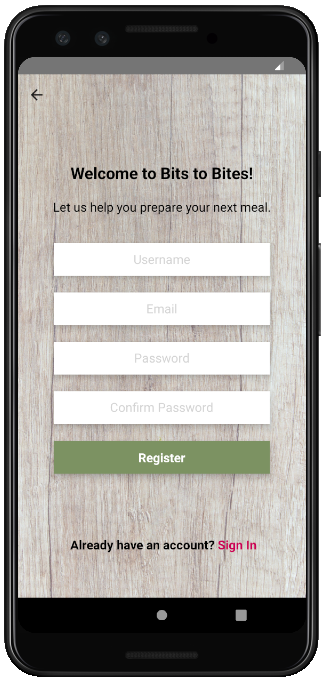 Welcome to Bits to Bites!
Let us help you prepare your next meal.
Username
Email
Password
Confirm Password
Register
Already have an account? Sign In